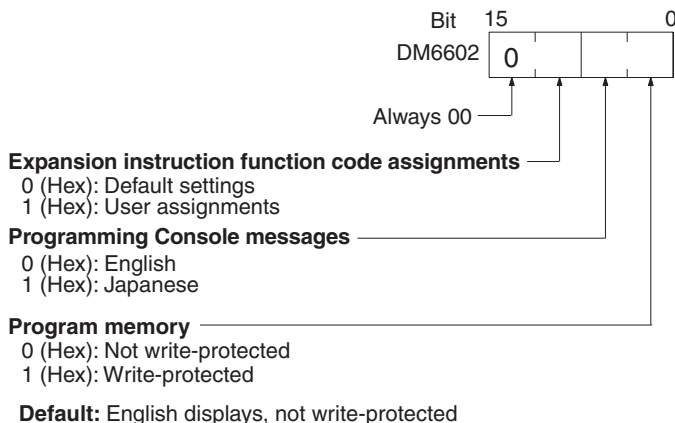 Bit 15 0
DM6602 0
Always 00
Expansion instruction function code assignments
0 (Hex): Default settings
1 (Hex): User assignments
Programming Console messages
0 (Hex): English
1 (Hex): Japanese
Program memory
0 (Hex): Not write-protected
1 (Hex): Write-protected
Default: English displays, not write-protected